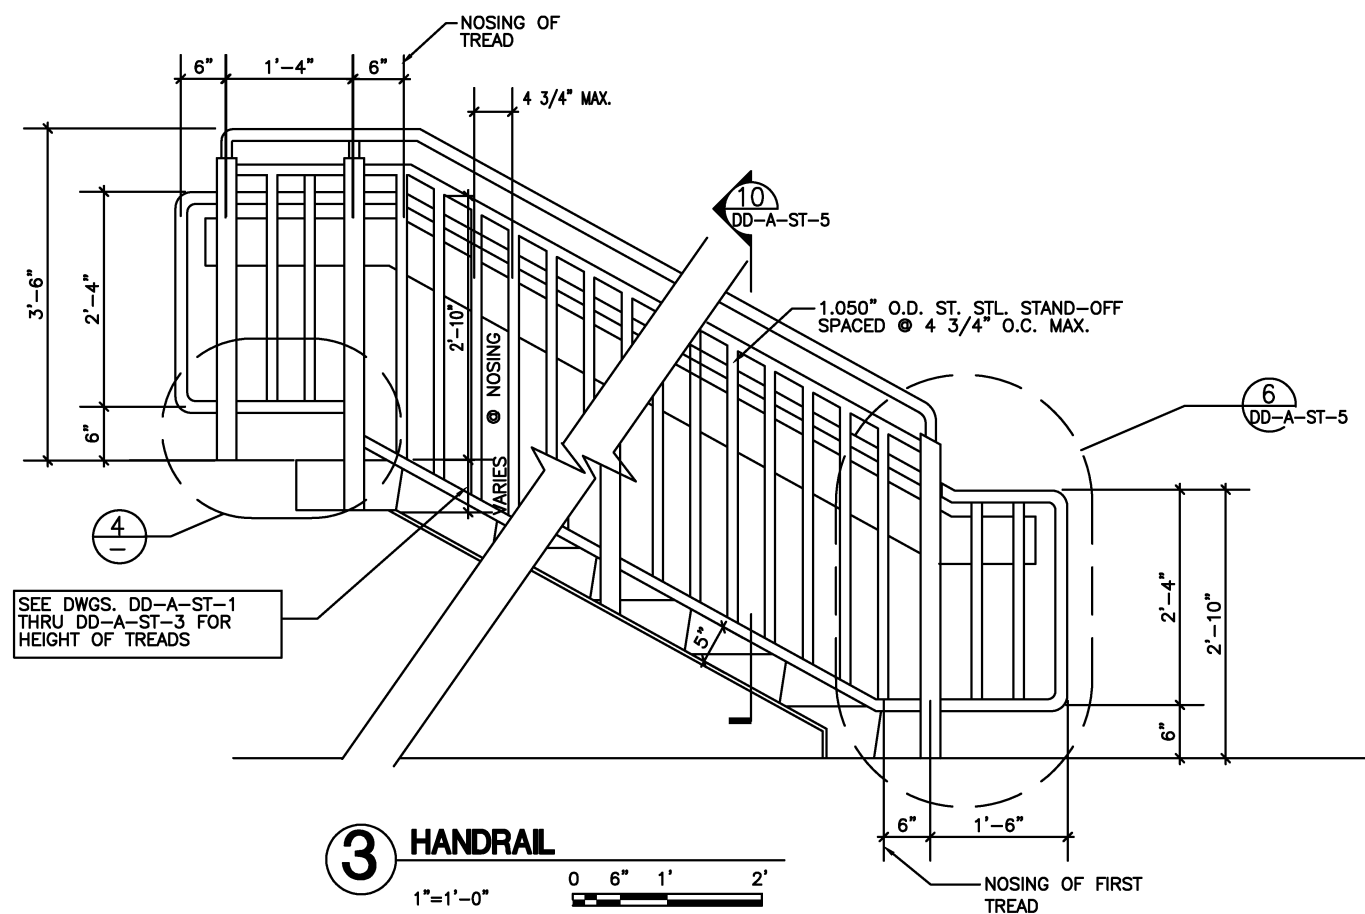 NOSING OF
TREAD
6" 1'-4" 6"
4 3/4" MAX.
10
DD-A-ST-5
3'-6"
2'-4"
6"
2'-10"
VARIES @ NOSING
1.050" O.D. ST. STL. STAND-OFF
SPACED @ 4 3/4" O.C. MAX.
6
DD-A-ST-5
4
–
SEE DWGS. DD-A-ST-1
THRU DD-A-ST-3 FOR
HEIGHT OF TREADS
5"
2'-4"
2'-10"
6"
6" 1'-6"
NOSING OF FIRST
TREAD
3 HANDRAIL
1"=1'-0"
0 6" 1' 2'